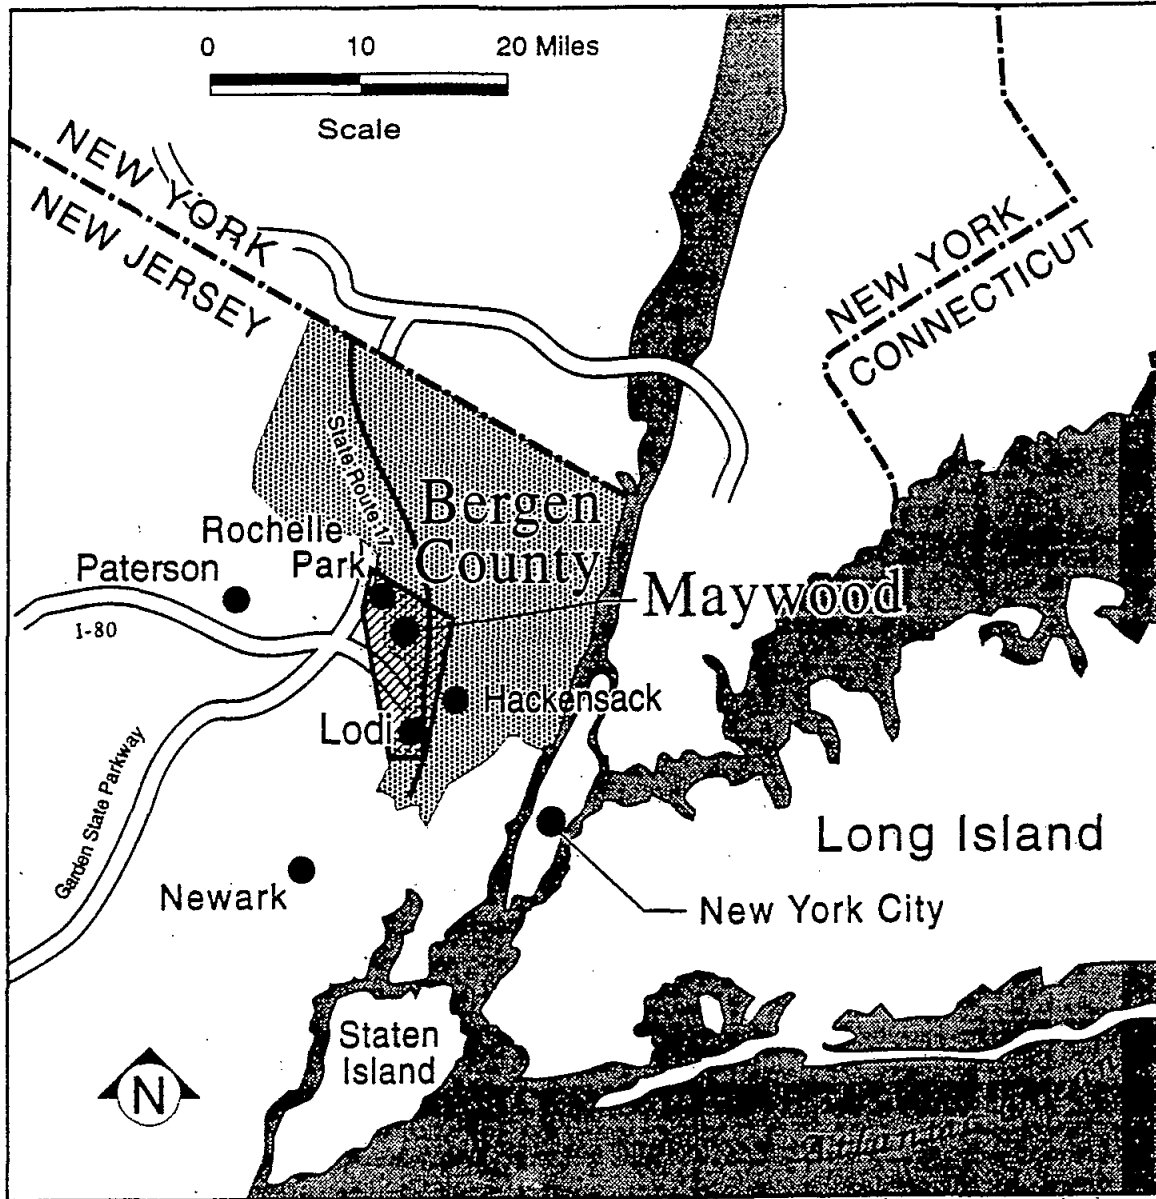 0 10 20 Miles
Scale
NEW YORK
NEW JERSEY
NEW YORK
CONNECTICUT
State Route 17
Bergen
County
Rochelle
Park
Paterson
Maywood
I-80
Hackensack
Lodi
Garden State Parkway
Long Island
Newark
New York City
Staten
Island
N